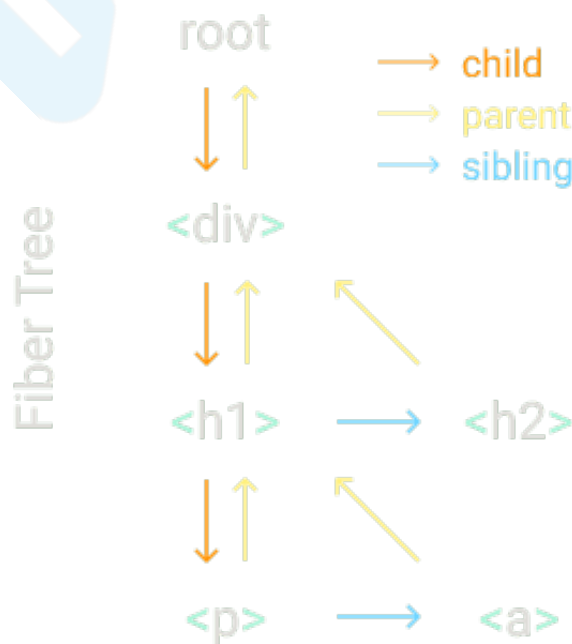 root
child
parent
sibling
Fiber Tree
<div>
<h1>
<h2>
<p>
<a>